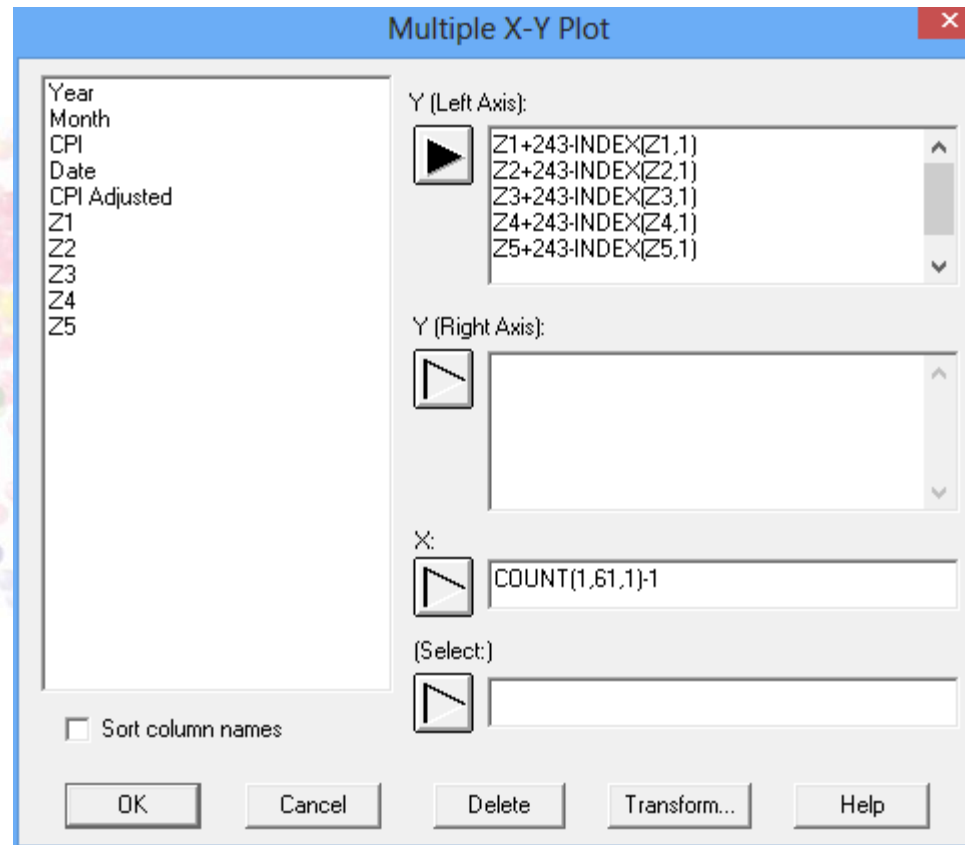 Multiple X-Y Plot
Year
Month
CPI
Date
CPI Adjusted
Z1
Z2
Z3
Z4
Z5
Sort column names
Y (Left Axis):
Z1+243-INDEX(Z1,1)
Z2+243-INDEX(Z2,1)
Z3+243-INDEX(Z3,1)
Z4+243-INDEX(Z4,1)
Z5+243-INDEX(Z5,1)
Y (Right Axis):
X:
COUNT(1,61,1)-1
(Select:)
OK Cancel Delete Transform... Help